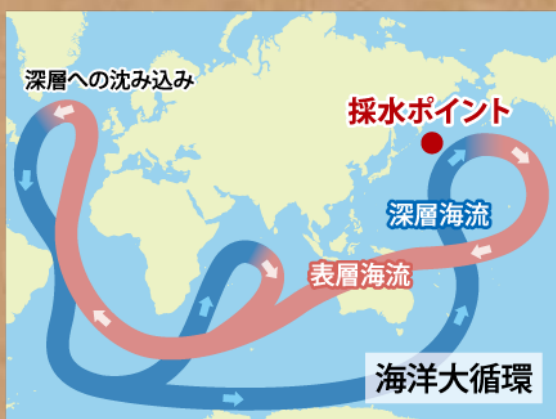 深層への沈み込み
採水ポイント
深層海流
表層海流
海洋大循環